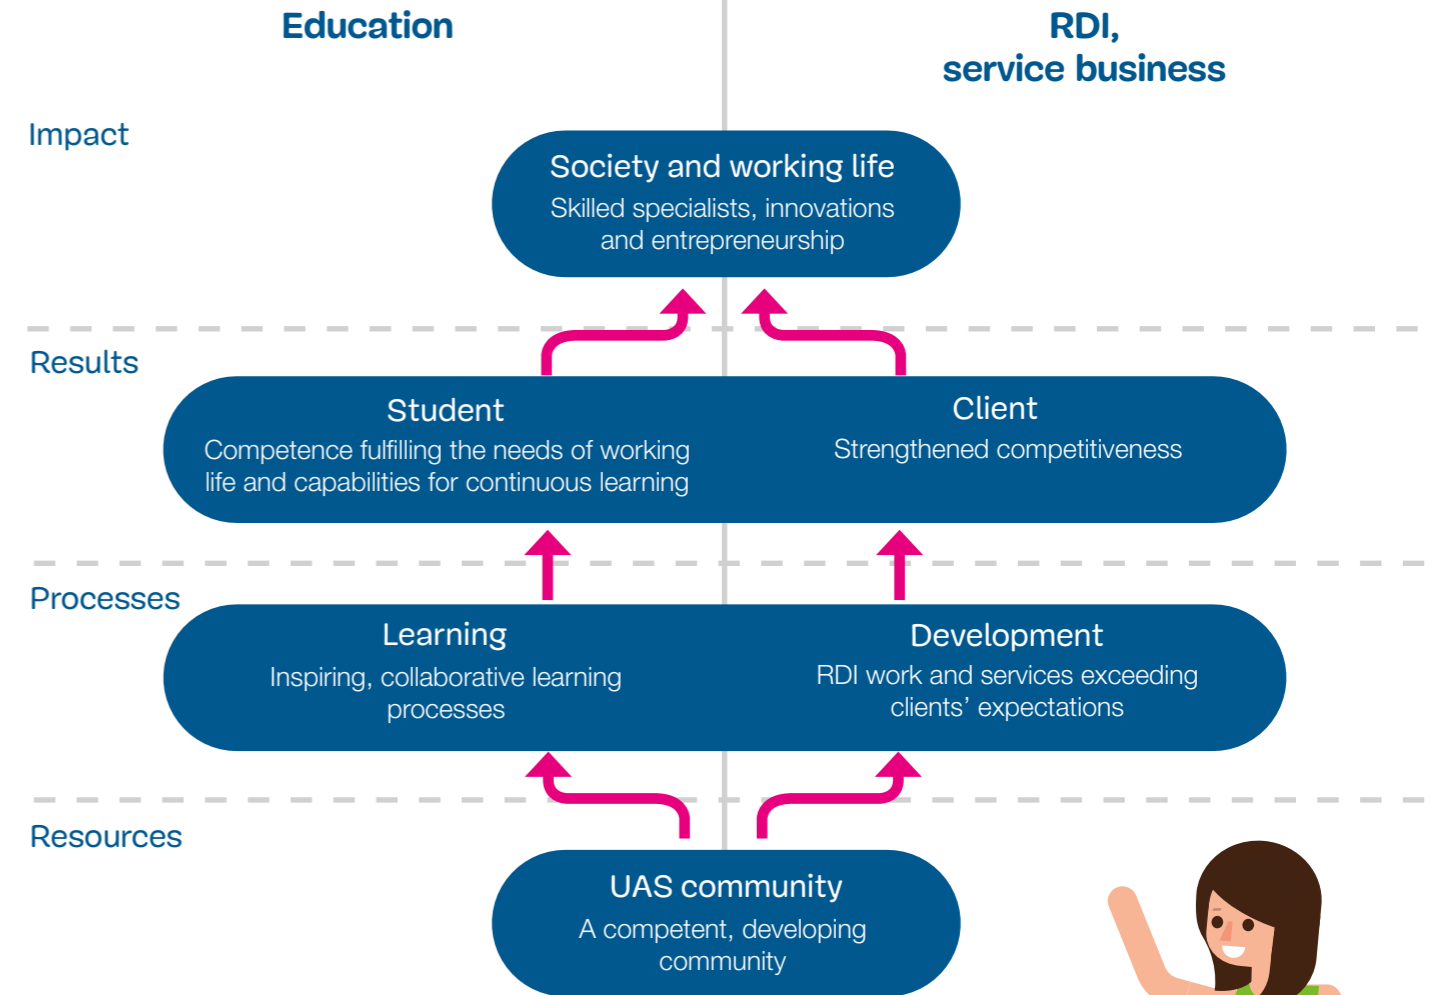 Education
RDI,
service business
Impact
Society and working life
Skilled specialists, innovations
and entrepreneurship
Results
Student
Competence fulfilling the needs of working
life and capabilities for continuous learning
Client
Strengthened competitiveness
Processes
Learning
Inspiring, collaborative learning
processes
Development
RDI work and services exceeding
clients’ expectations
Resources
UAS community
A competent, developing
community